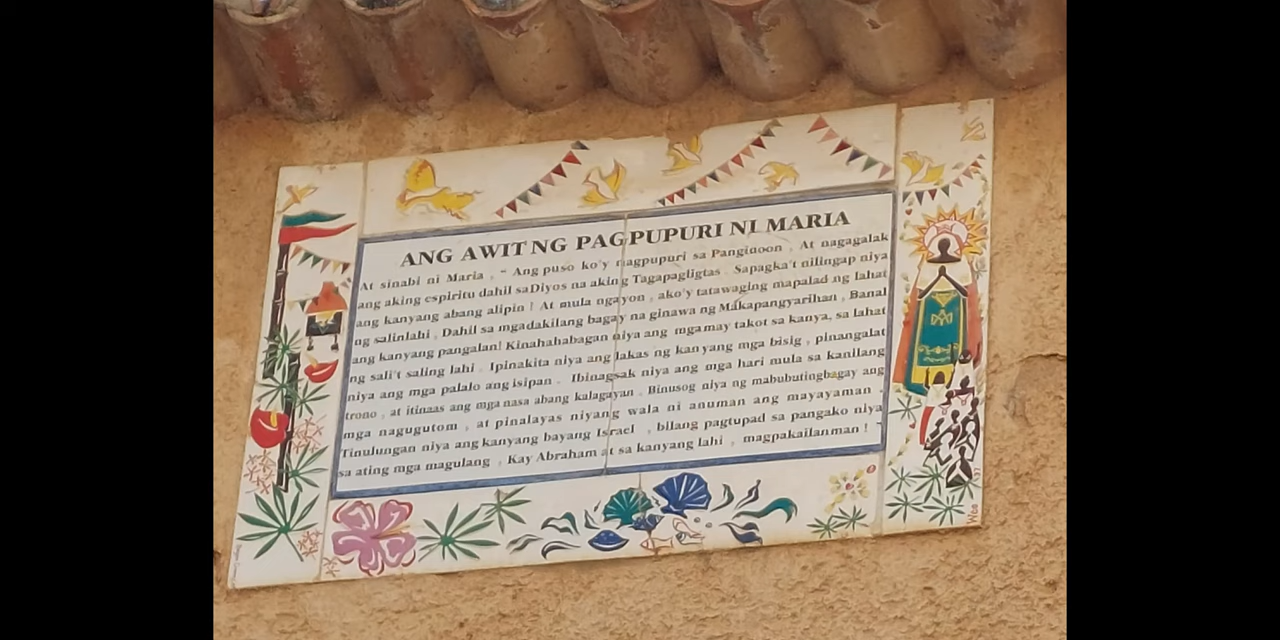 ANG AWIT NG PAGPUPURI NI MARIA
At sinabi ni Maria , " Ang puso ko'y nagpupuri sa Panginoon . At nagagalak
ang aking espiritu dahil saDiyos na aking Tagapagligtas . Sapagka't nilingap niya
ang kanyang abang alipin ! At mula ngayon , ako'y tatawaging mapalad ng lahat
ng salinlahi , Dahil sa mgadakilang bagay na ginawa ng Makapangyarihan , Banal
ang kanyang pangalan! Kinahahabagan niya ang mgamay takot sa kanya, sa lahat
ng sali't saling lahi . Ipinakita niya ang lakas ng kanyang mga bisig , pinangalat
niya ang mga palalo ang isipan . Ibinagsak niya ang mga hari mula sa kanilang
trono , at itinaas ang mga nasa abang kalagayan . Binusog niya ng mabubutingbagay ang
mga nagugutom , at pinalayas niyang wala ni anuman ang mayayaman .
Tinulungan niya ang kanyang bayang Israel , bilang pagtupad sa pangako niya
sa ating mga magulang , Kay Abraham at sa kanyang lahi , magpakailanman ! "